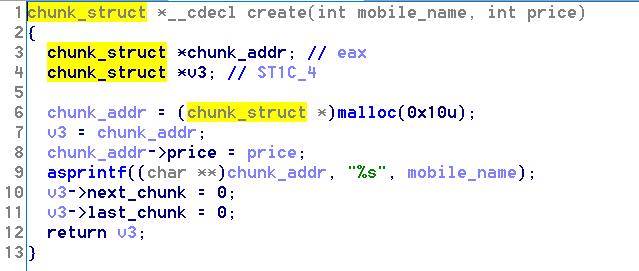 1 chunk_struct *__cdecl create(int mobile_name, int price)
2 {
3   chunk_struct *chunk_addr; // eax
4   chunk_struct *v3; // ST1C_4
5
6   chunk_addr = (chunk_struct *)malloc(0x10u);
7   v3 = chunk_addr;
8   chunk_addr->price = price;
9   asprintf((char **)chunk_addr, "%s", mobile_name);
10   v3->next_chunk = 0;
11   v3->last_chunk = 0;
12   return v3;
13 }